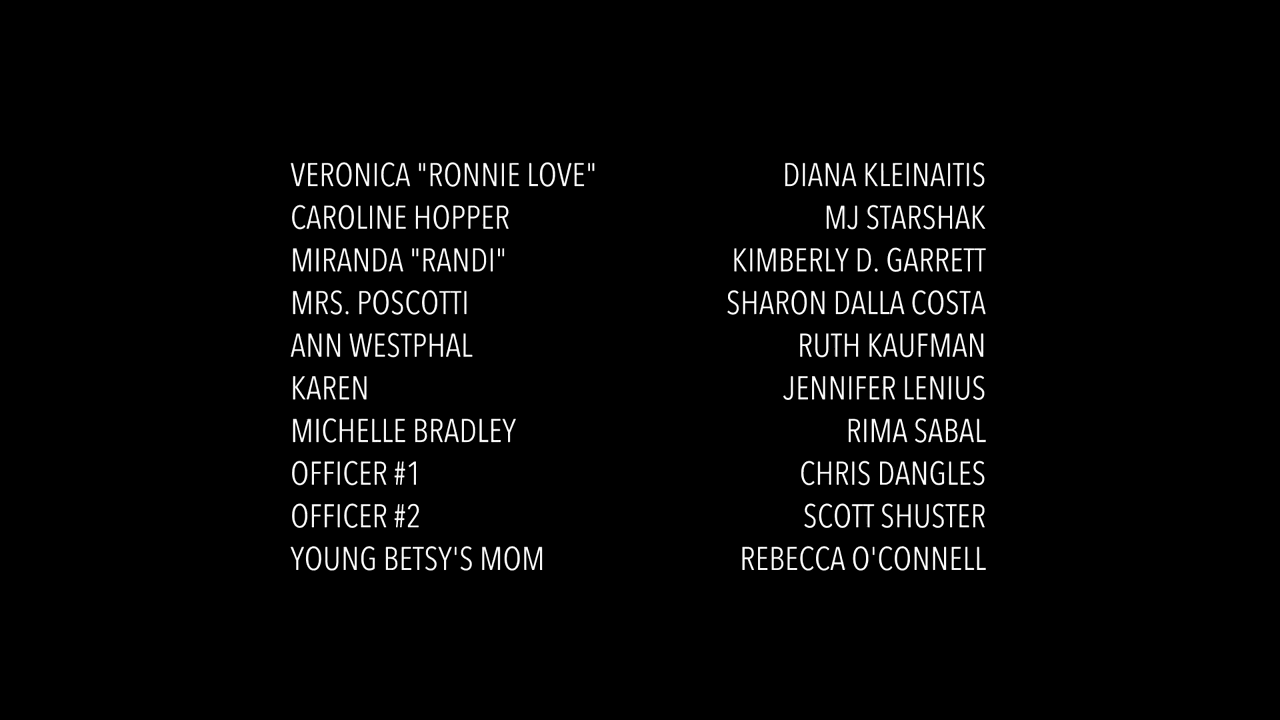 VERONICA "RONNIE LOVE" DIANA KLEINAITIS
CAROLINE HOPPER MJ STARSHAK
MIRANDA "RANDI" KIMBERLY D. GARRETT
MRS. POSCOTTI SHARON DALLA COSTA
ANN WESTPHAL RUTH KAUFMAN
KAREN JENNIFER LENIUS
MICHELLE BRADLEY RIMA SABAL
OFFICER #1 CHRIS DANGLES
OFFICER #2 SCOTT SHUSTER
YOUNG BETSY'S MOM REBECCA O'CONNELL